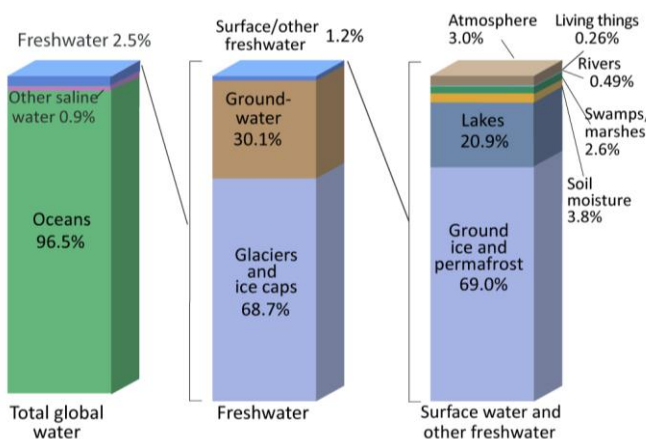 Freshwater 2.5%
Other saline
water 0.9%
Oceans
96.5%
Total global
water
Surface/other
freshwater
1.2%
Ground-
water
30.1%
Glaciers and
ice caps
68.7%
Freshwater
Atmosphere
3.0%
Living things
0.26%
Rivers
0.49%
Swamps,
marshes
2.6%
Soil
moisture
3.8%
Lakes
20.9%
Ground
ice and
permafrost
69.0%
Surface water and
other freshwater